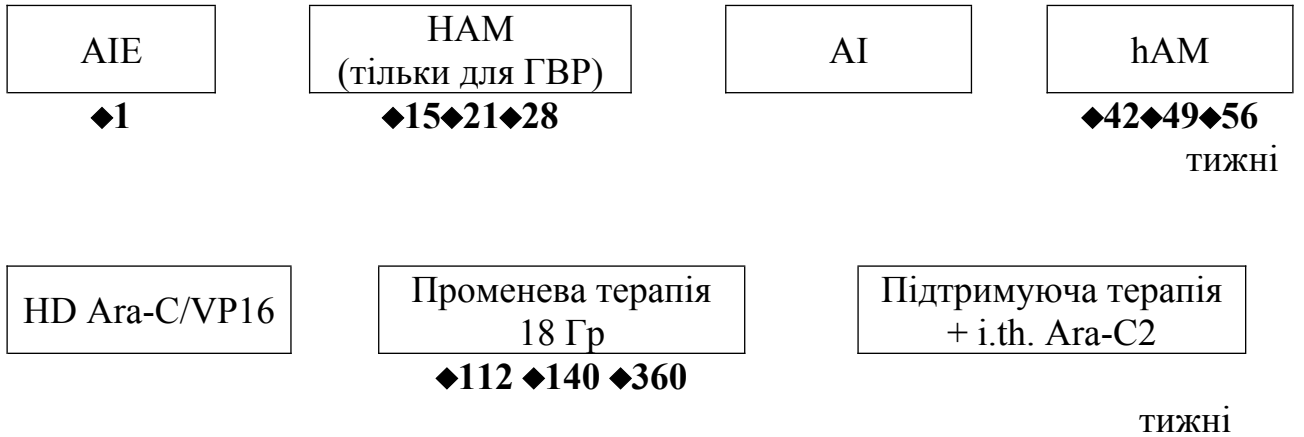 AIE
HAM
(тільки для ГВР)
AI
hAM
◆1
◆15◆21◆28
◆42◆49◆56
тижні
HD Ara-C/VP16
Променева терапія
18 Гр
Підтримуюча терапія
+ i.th. Ara-C2
◆112 ◆140 ◆360
тижні